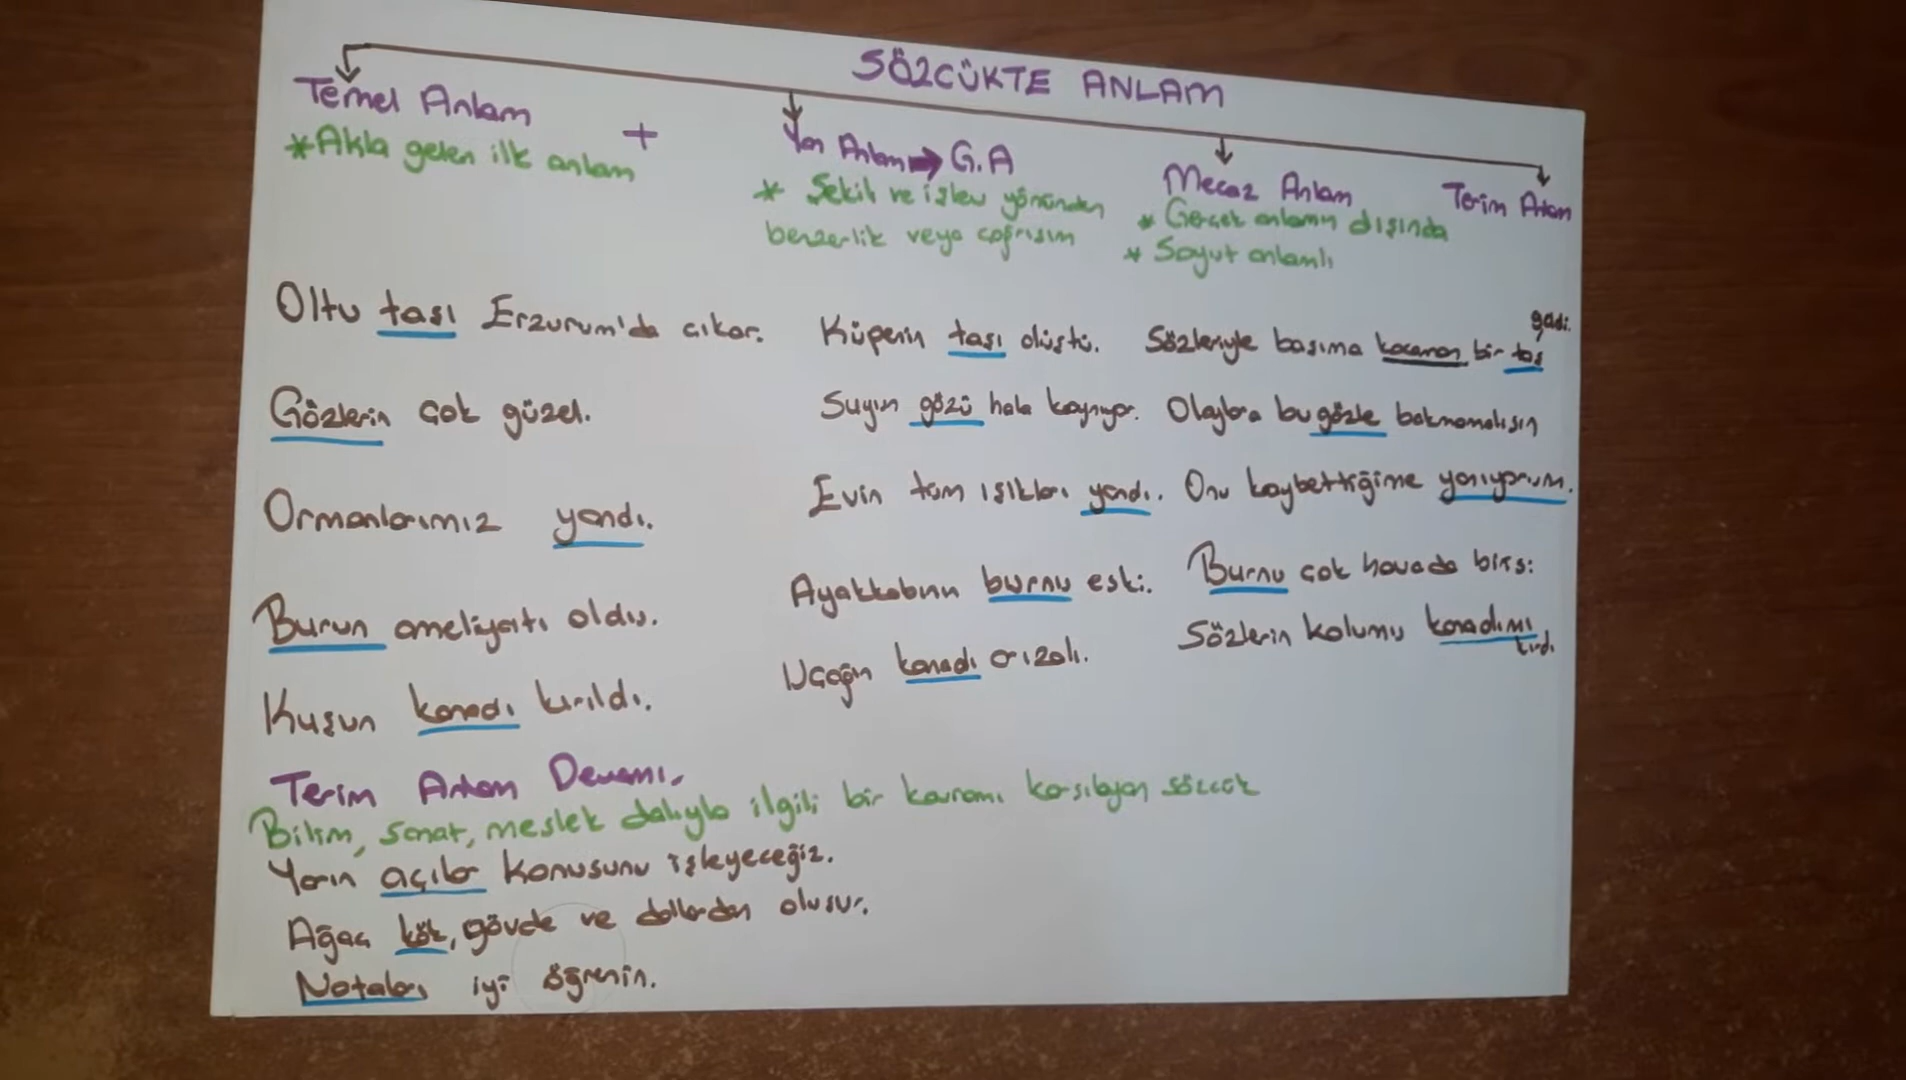 SÖZCÜKTE ANLAM
Temel Anlam
*Akla gelen ilk anlam
+
Yan Anlam → G.A
* Şekil ve işlev yönünden
benzerlik veya çağrışım
Mecaz Anlam
* Gerçek anlamın dışında
* Soyut anlamlı
Terim Anlam
Oltu taşı Erzurum'da çıkar.
Gözlerin çok güzel.
Ormanlarımız yandı.
Burun ameliyatı oldu.
Kuşun kanadı kırıldı.
Küpenin taşı düştü.
Suyun gözü hala kaynıyor.
Evin tüm ışıkları yandı.
Ayakkabının burnu eski.
Uçağın kanadı arızalı.
Sözleriyle başıma kocaman bir taş
Olaylara bu gözle bakmamalısın
Onu kaybettiğime yanıyorum.
Burnu çok havada birisi
Sözlerin kolumu kanadımı
kırdı.
Terim Anlam Devamı
Bilim, sanat, meslek dalıyla ilgili bir kavramı karşılayan sözcük
Yarın açılar konusunu işleyeceğiz.
Ağaç kök, gövde ve dallardan oluşur.
Notaları iyi öğrenin.